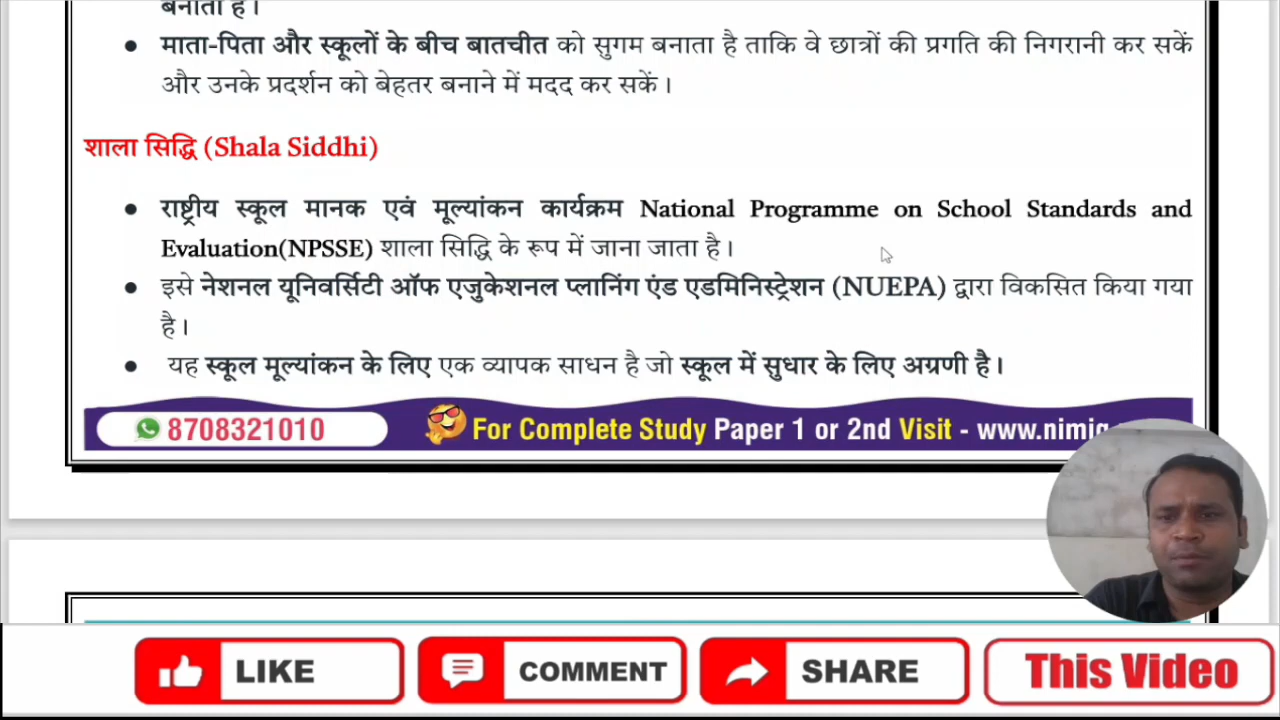 बनाता है।
● माता-पिता और स्कूलों के बीच बातचीत को सुगम बनाता है ताकि वे छात्रों की प्रगति की निगरानी कर सकें
और उनके प्रदर्शन को बेहतर बनाने में मदद कर सकें।
शाला सिद्धि (Shala Siddhi)
● राष्ट्रीय स्कूल मानक एवं मूल्यांकन कार्यक्रम National Programme on School Standards and
Evaluation(NPSSE) शाला सिद्धि के रूप में जाना जाता है।
● इसे नेशनल यूनिवर्सिटी ऑफ एजुकेशनल प्लानिंग एंड एडमिनिस्ट्रेशन (NUEPA) द्वारा विकसित किया गया
है।
● यह स्कूल मूल्यांकन के लिए एक व्यापक साधन है जो स्कूल में सुधार के लिए अग्रणी है।
8708321010 For Complete Study Paper 1 or 2nd Visit -
LIKE COMMENT SHARE This Video